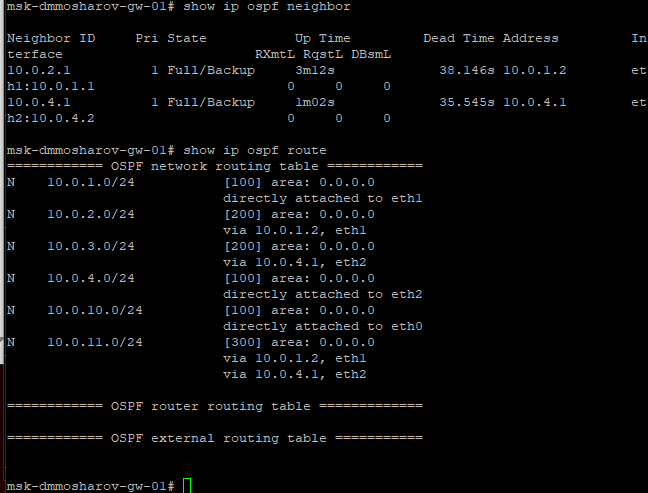 msk-dmmosharov-gw-01# show ip ospf neighbor
Neighbor ID     Pri State           Up Time         Dead Time Address         In
terface                        RXmtL RqstL DBsmL
10.0.2.1          1 Full/Backup     3m12s             38.146s 10.0.1.2        et
h1:10.0.1.1                        0     0     0
10.0.4.1          1 Full/Backup     1m02s             35.545s 10.0.4.1        et
h2:10.0.4.2                        0     0     0
msk-dmmosharov-gw-01# show ip ospf route
============ OSPF network routing table ============
N    10.0.1.0/24           [100] area: 0.0.0.0
                           directly attached to eth1
N    10.0.2.0/24           [200] area: 0.0.0.0
                           via 10.0.1.2, eth1
N    10.0.3.0/24           [200] area: 0.0.0.0
                           via 10.0.4.1, eth2
N    10.0.4.0/24           [100] area: 0.0.0.0
                           directly attached to eth2
N    10.0.10.0/24          [100] area: 0.0.0.0
                           directly attached to eth0
N    10.0.11.0/24          [300] area: 0.0.0.0
                           via 10.0.1.2, eth1
                           via 10.0.4.1, eth2
============ OSPF router routing table =============
============ OSPF external routing table ===========
msk-dmmosharov-gw-01#